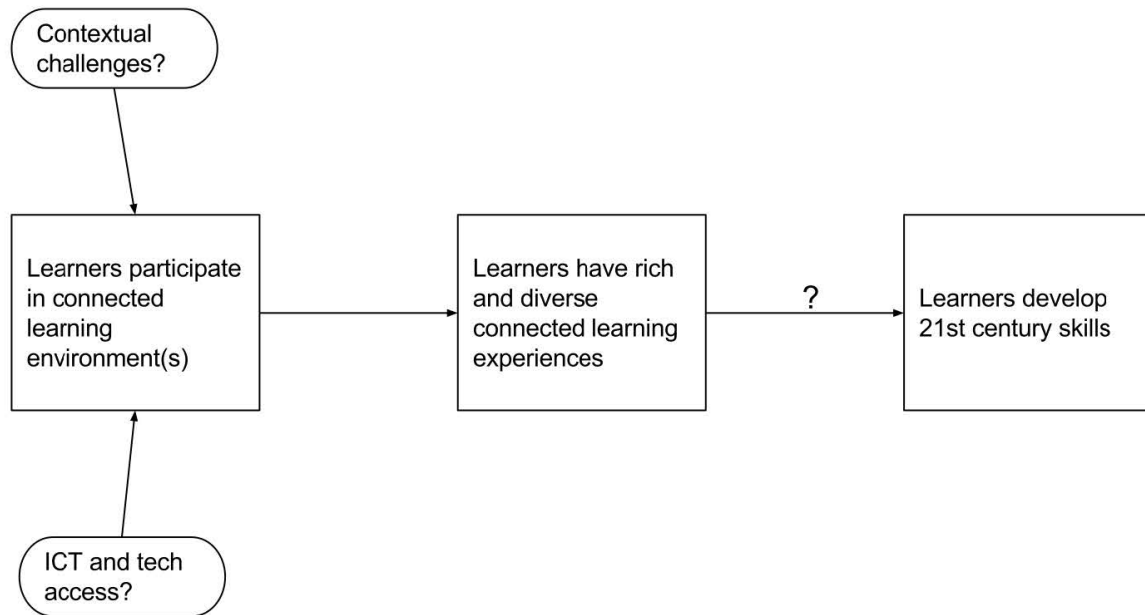 Contextual
challenges?
Learners participate
in connected
learning
environment(s)
Learners have rich
and diverse
connected learning
experiences
?
Learners develop
21st century skills
ICT and tech
access?